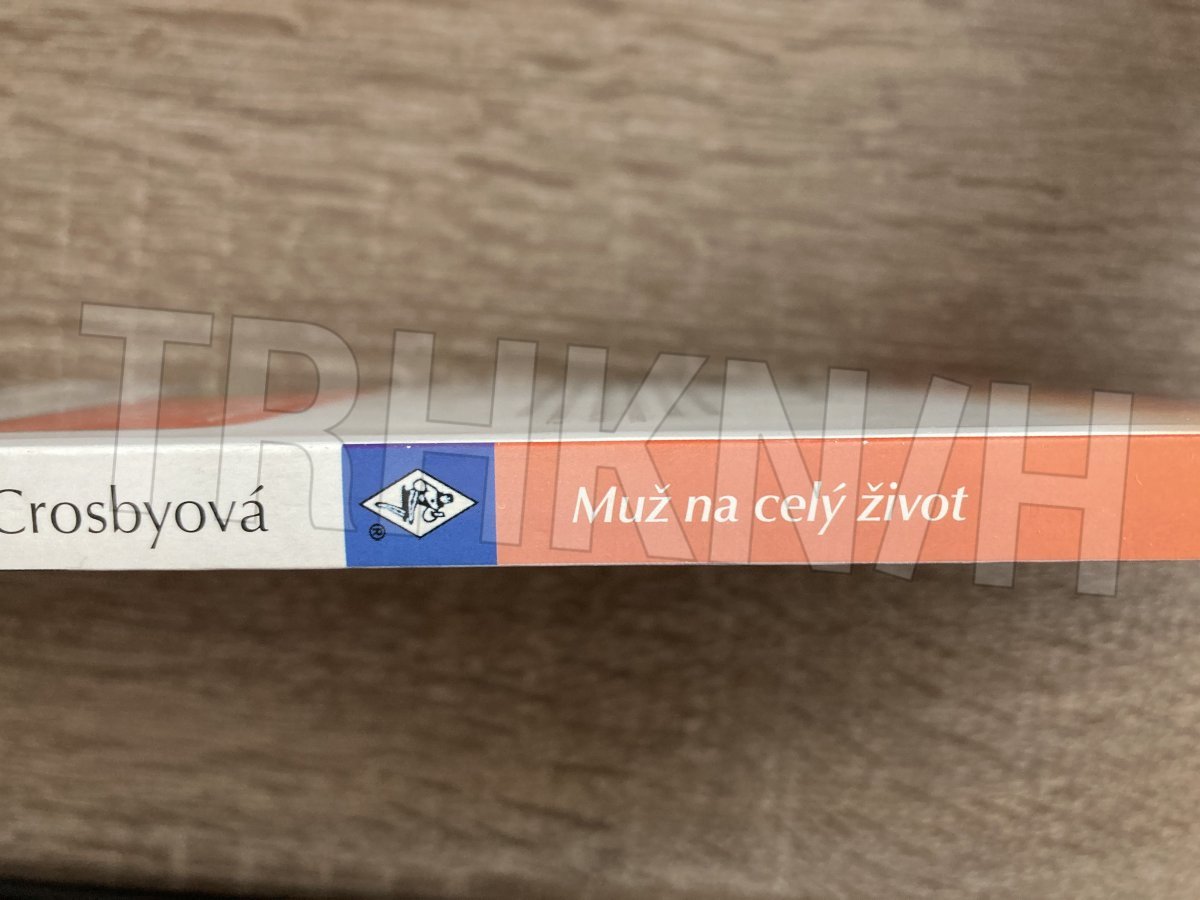 Crosbyová
®
Muž na celý život
TRHKNIH